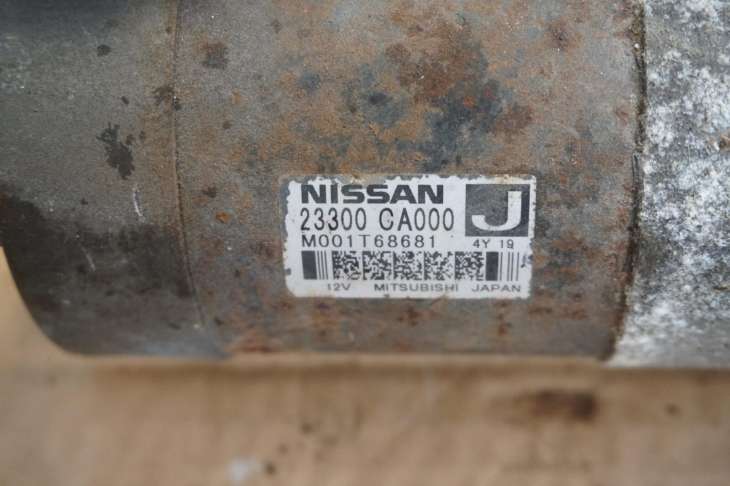 NISSAN J
23300 CA000
M001T68681 4Y 19
12V MITSUBISHI JAPAN